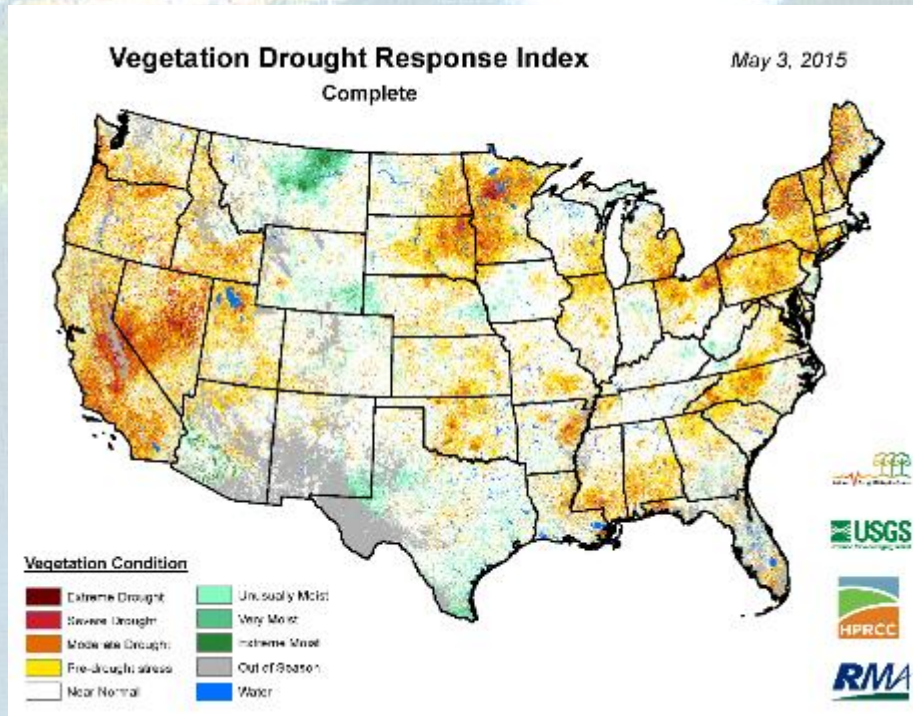 Vegetation Drought Response Index
May 3, 2015
Complete
Vegetation Condition
Extreme Drought
Severe Drought
Moderate Drought
Pre-drought stress
Near Normal
Unusually Moist
Very Moist
Extreme Moist
Out of Season
Water
USGS
HPRCC
RMA